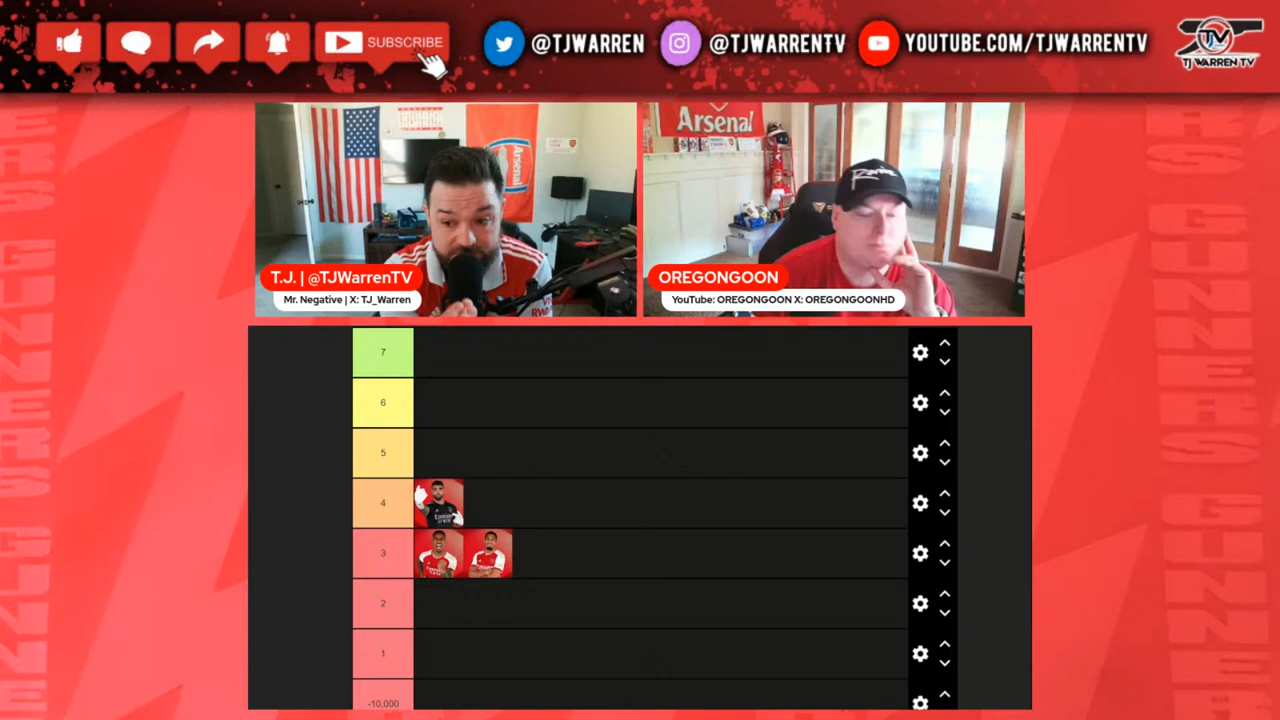 SUBSCRIBE
@TJWARREN
@TJWARRENTV
YOUTUBE.COM/TJWARRENTV
TJ WARREN TV
Arsenal
Arsenal
T.J. | @TJWarrenTV
Mr. Negative | X: TJ_Warren
OREGONGOON
YouTube: OREGONGOON X: OREGONGOONHD
7
6
5
4
3
2
1
-10,000